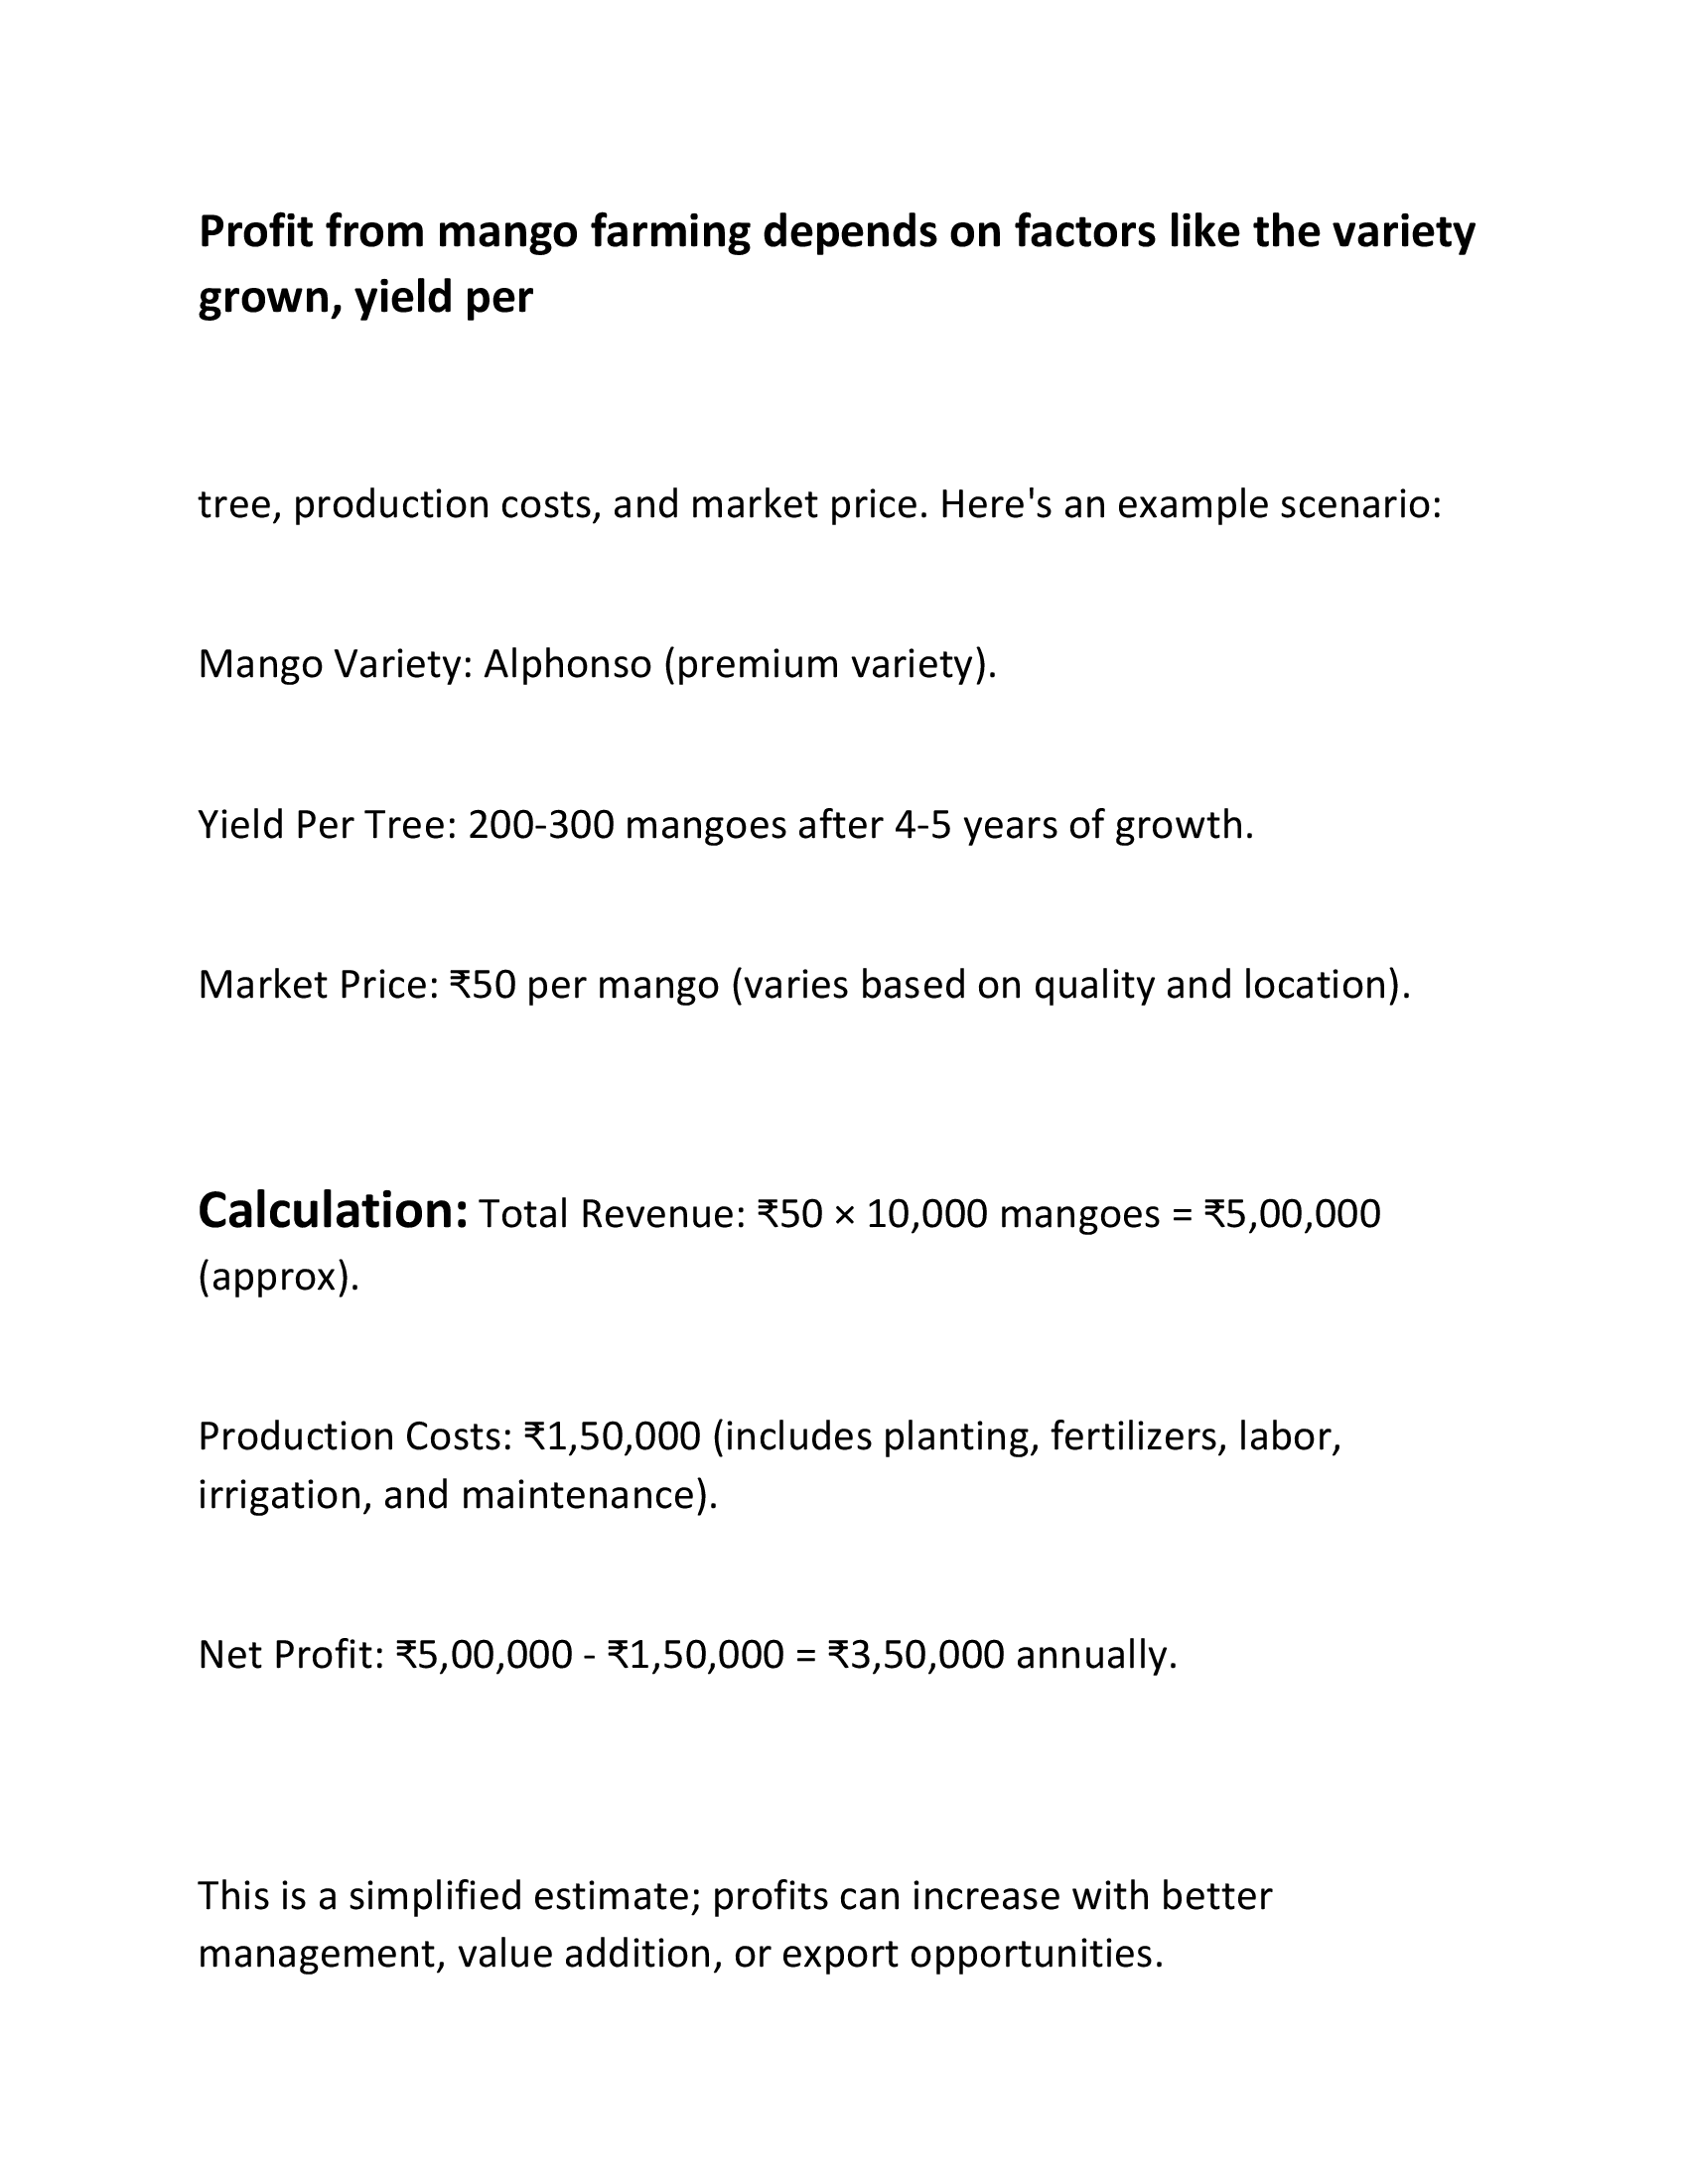 Profit from mango farming depends on factors like the variety
grown, yield per
tree, production costs, and market price. Here's an example scenario:
Mango Variety: Alphonso (premium variety).
Yield Per Tree: 200-300 mangoes after 4-5 years of growth.
Market Price: ₹50 per mango (varies based on quality and location).
Calculation: Total Revenue: ₹50 × 10,000 mangoes = ₹5,00,000
(approx).
Production Costs: ₹1,50,000 (includes planting, fertilizers, labor,
irrigation, and maintenance).
Net Profit: ₹5,00,000 - ₹1,50,000 = ₹3,50,000 annually.
This is a simplified estimate; profits can increase with better
management, value addition, or export opportunities.